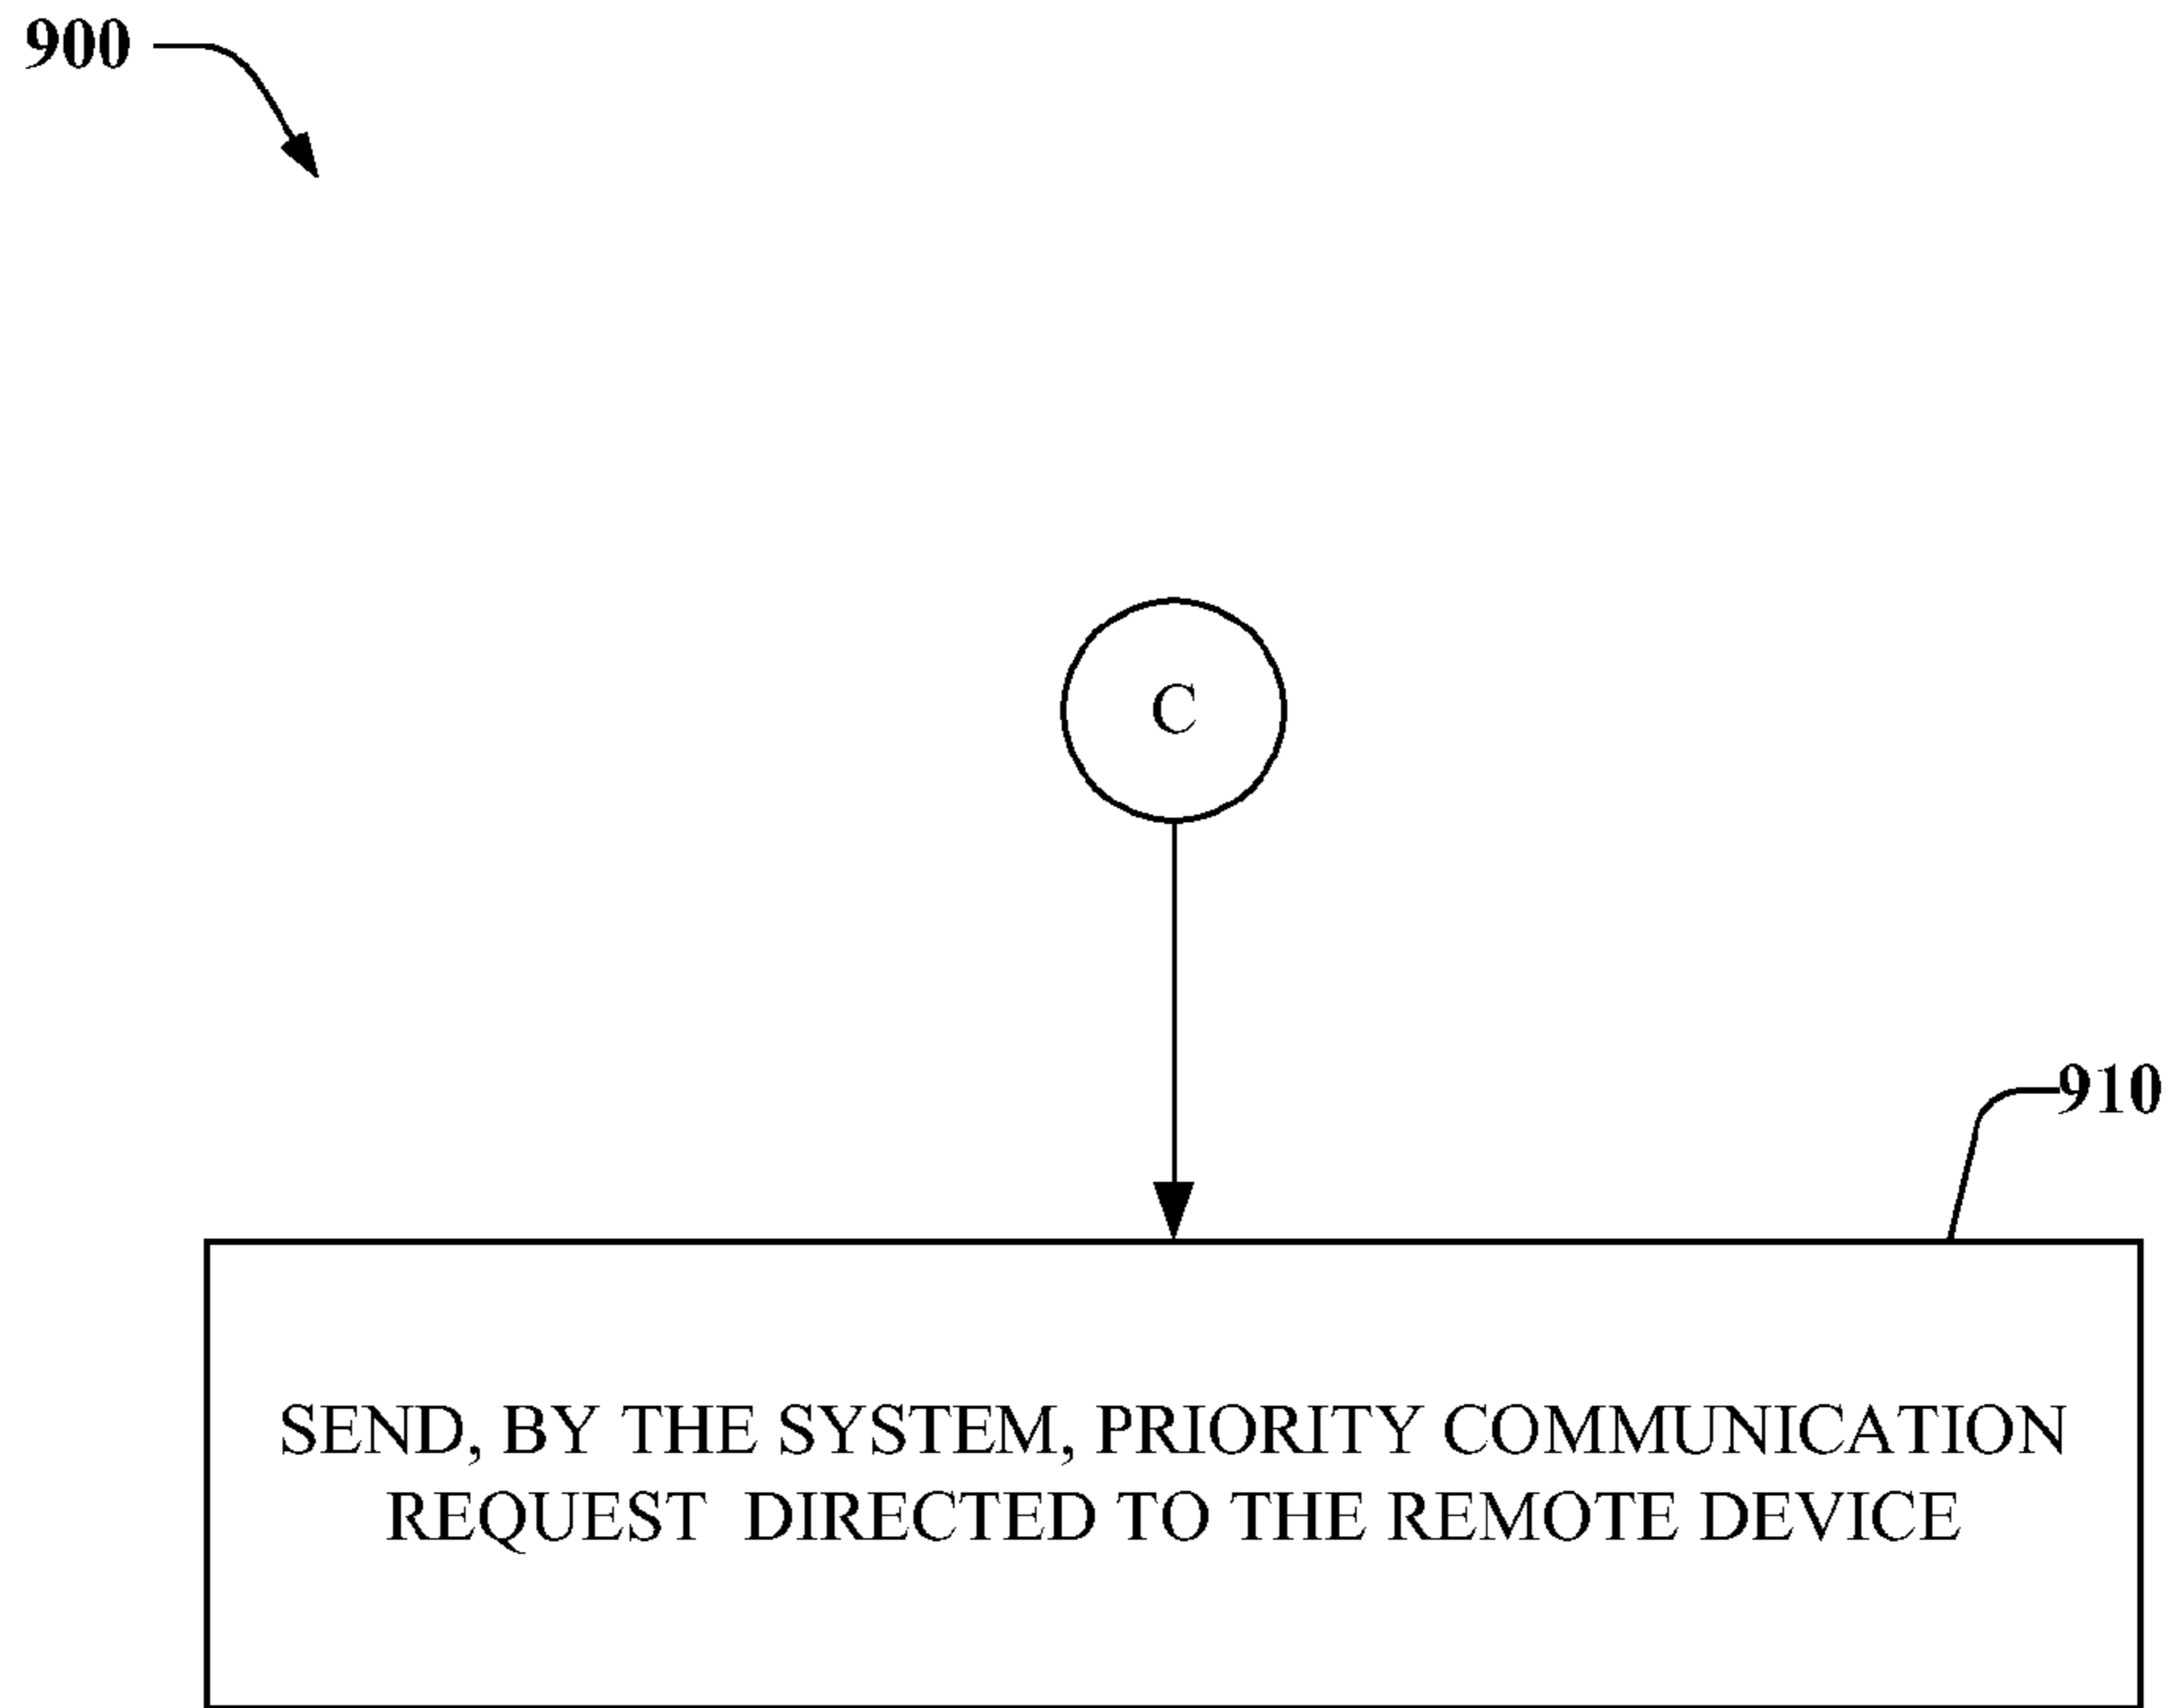 900
C
910
SEND, BY THE SYSTEM, PRIORITY COMMUNICATION
REQUEST DIRECTED TO THE REMOTE DEVICE